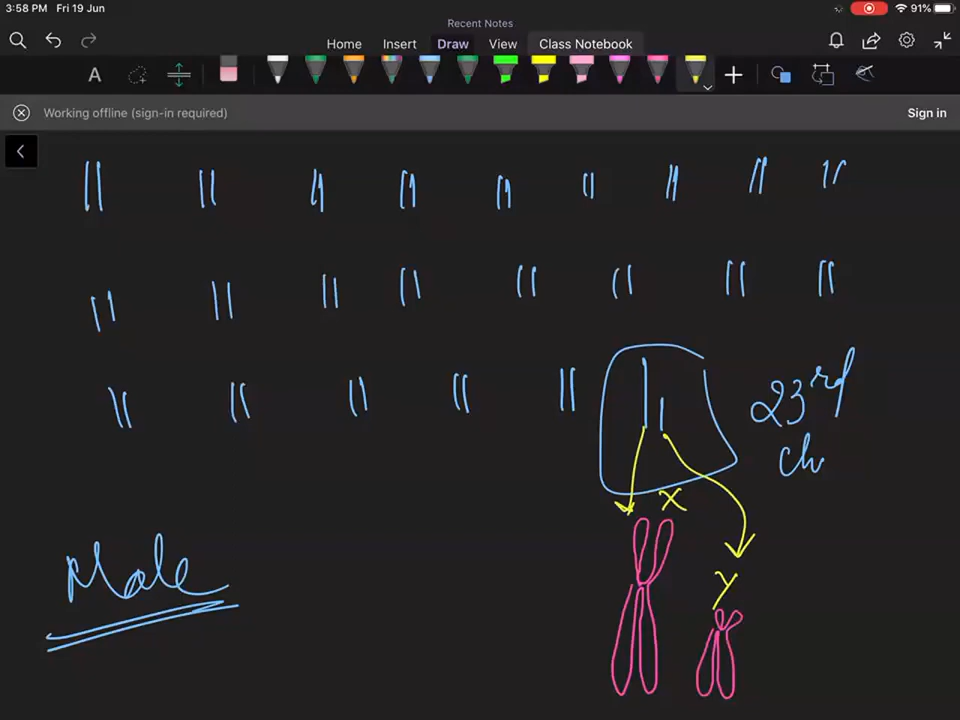 3:58 PM Fri 19 Jun
91%
Recent Notes
Home Insert Draw View Class Notebook
A
Working offline (sign-in required)
Sign in
23rd
ch
X
Y
Male